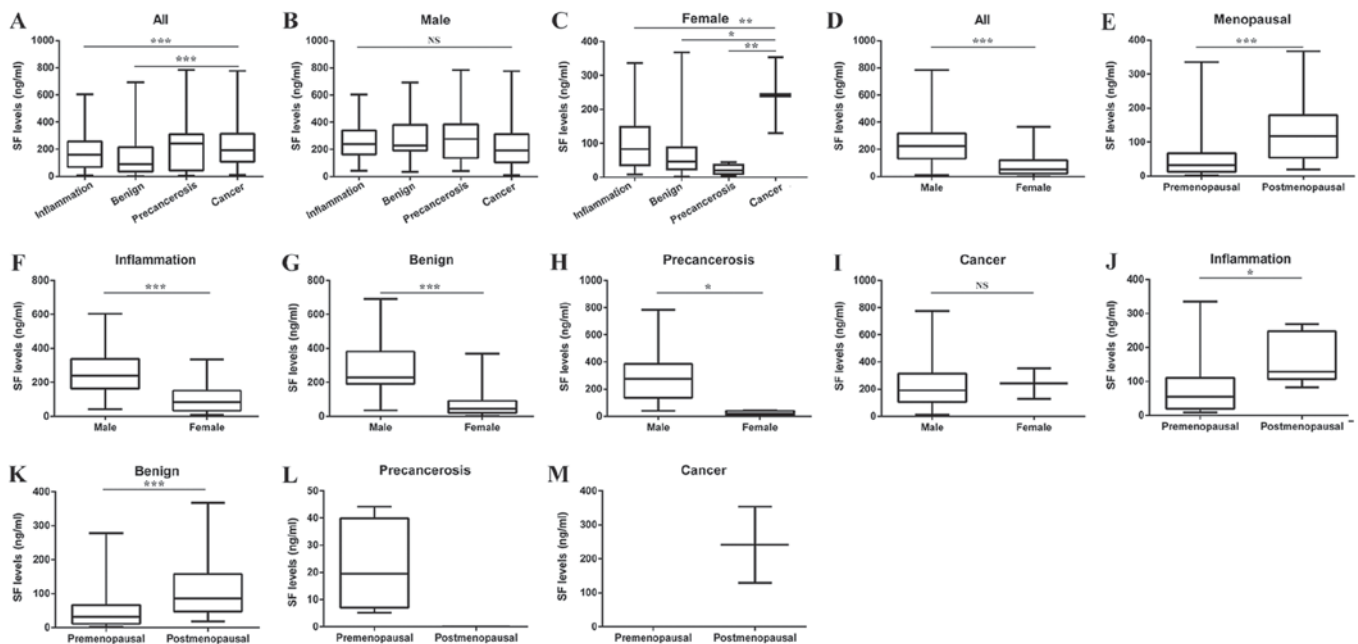 A All
SF levels (ng/ml)
1000
800
600
400
200
0
***
***
Inflammation Benign Precancerosis Cancer
B Male
SF levels (ng/ml)
1000
800
600
400
200
0
NS
Inflammation Benign Precancerosis Cancer
C Female
SF levels (ng/ml)
400
300
200
100
0
**
*
**
Inflammation Benign Precancerosis Cancer
D All
SF levels (ng/ml)
1000
800
600
400
200
0
***
Male Female
E Menopausal
SF levels (ng/ml)
400
300
200
100
0
***
Premenopausal Postmenopausal
F Inflammation
SF levels (ng/ml)
800
600
400
200
0
***
Male Female
G Benign
SF levels (ng/ml)
800
600
400
200
0
***
Male Female
H Precancerosis
SF levels (ng/ml)
1000
800
600
400
200
0
*
Male Female
I Cancer
SF levels (ng/ml)
1000
800
600
400
200
0
NS
Male Female
J Inflammation
SF levels (ng/ml)
400
300
200
100
0
*
Premenopausal Postmenopausal
K Benign
SF levels (ng/ml)
400
300
200
100
0
***
Premenopausal Postmenopausal
L Precancerosis
SF levels (ng/ml)
50
40
30
20
10
0
Premenopausal Postmenopausal
M Cancer
SF levels (ng/ml)
400
300
200
100
0
Premenopausal Postmenopausal